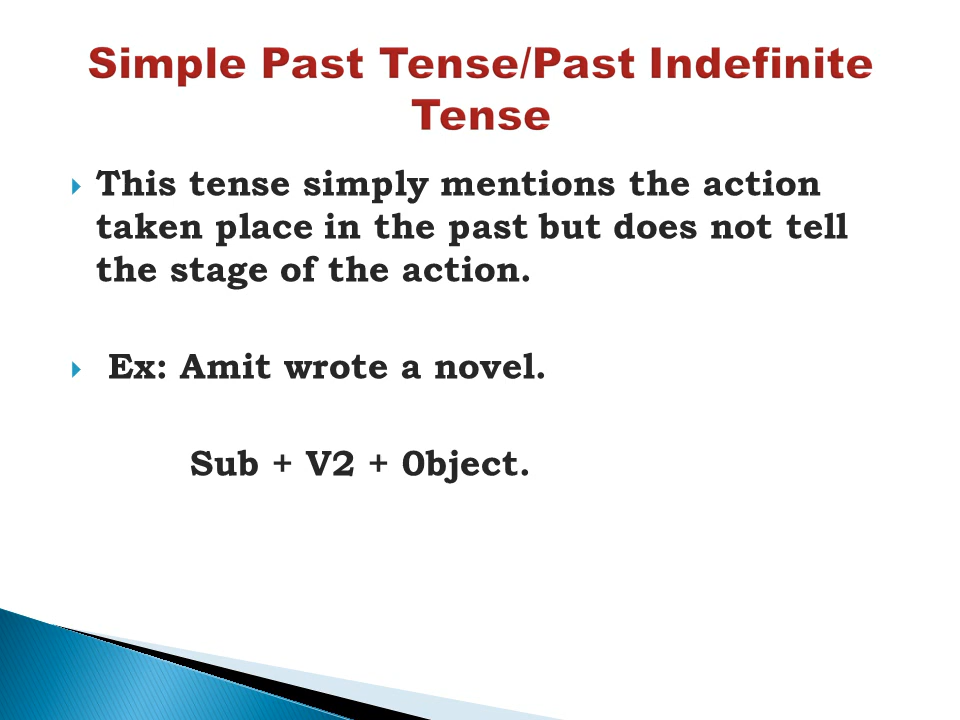 Simple Past Tense/Past Indefinite
Tense
This tense simply mentions the action
taken place in the past but does not tell
the stage of the action.
Ex: Amit wrote a novel.
Sub + V2 + 0bject.